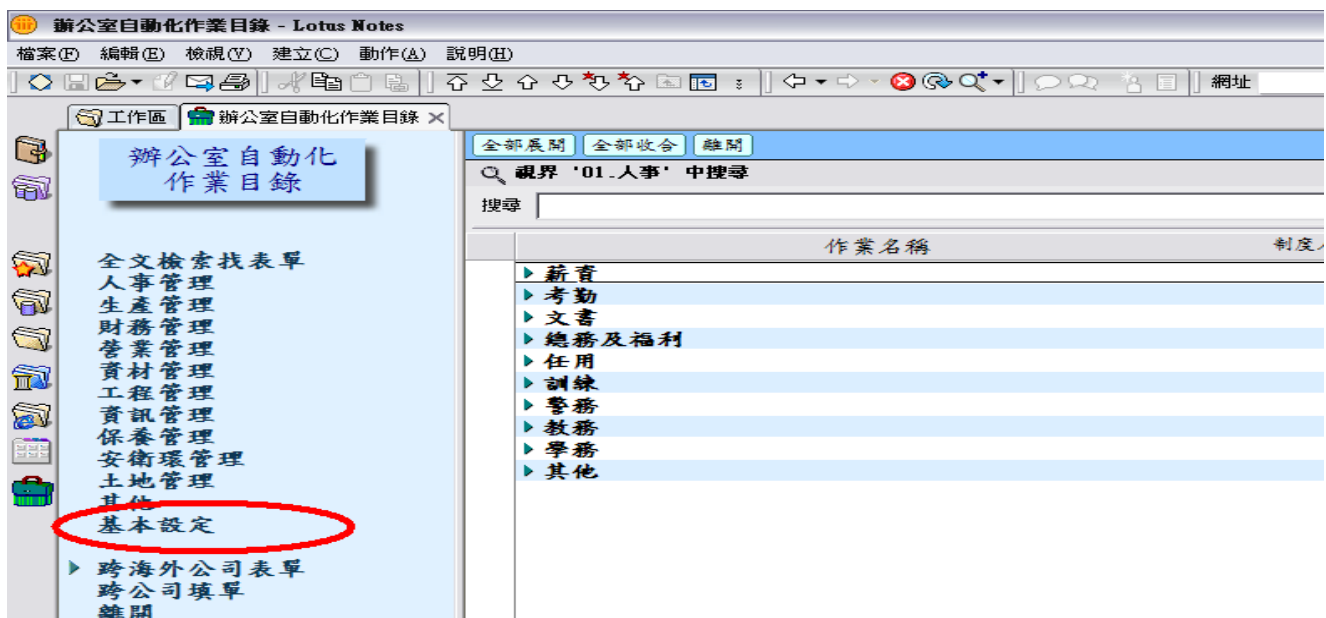 辦公室自動化作業目錄 - Lotus Notes
檔案(F) 編輯(E) 檢視(V) 建立(C) 動作(A) 說明(H)
網址
工作區 辦公室自動化作業目錄
辦公室自動化
作業目錄
全文檢索找表單
人事管理
生產管理
財務管理
營業管理
資材管理
工程管理
資訊管理
保養管理
安衛環管理
土地管理
其他
基本設定
跨海外公司表單
跨公司填單
離開
全部展開 全部收合 離開
視界 '01.人事' 中搜尋
搜尋
作業名稱 制度
薪資
考勤
文書
總務及福利
任用
訓練
警務
教務
學務
其他